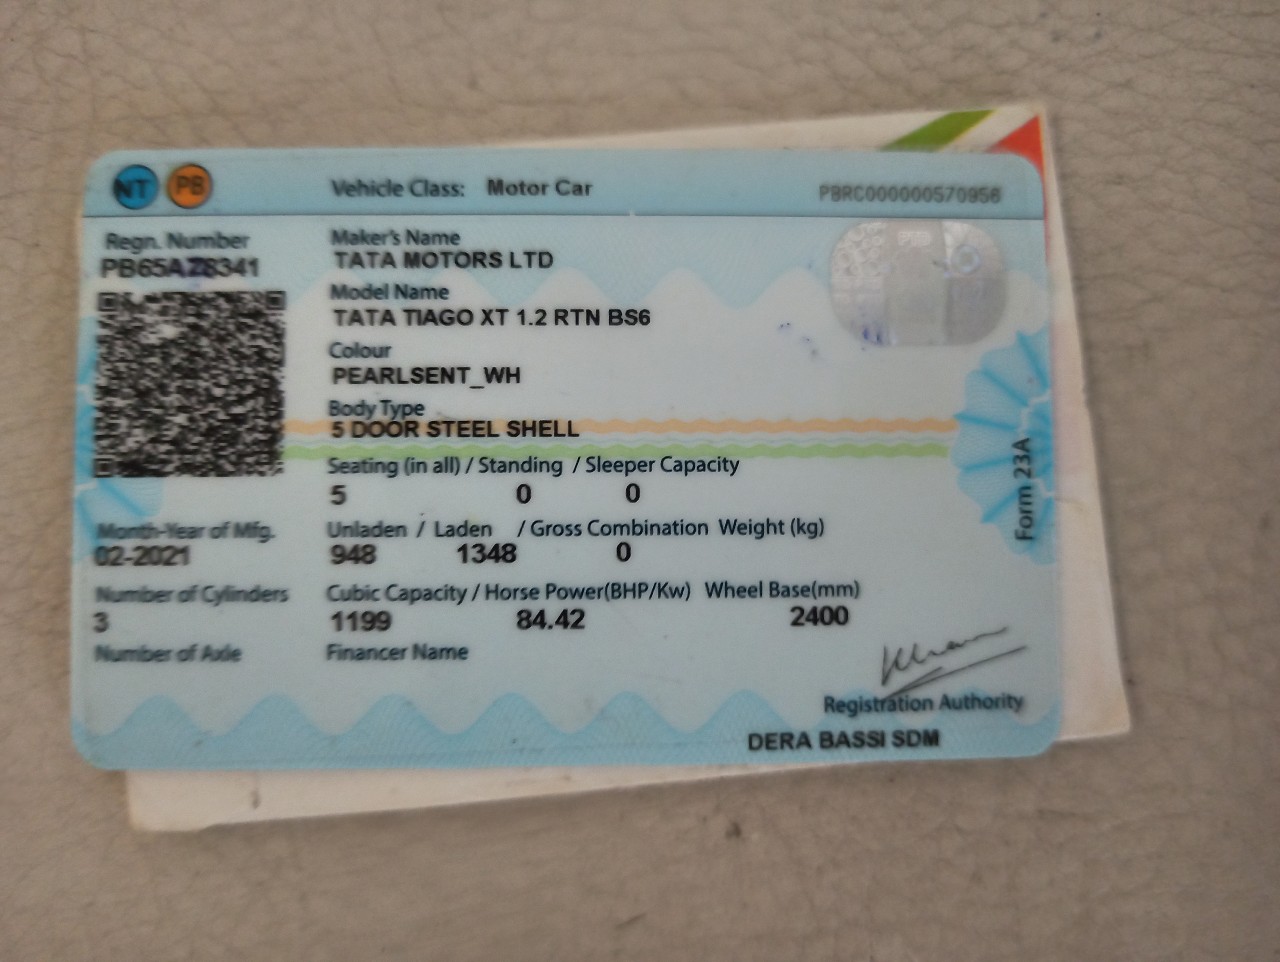 NT PB Vehicle Class: Motor Car PBRC000000570956
Regn. Number
PB65AZ8341
Maker's Name
TATA MOTORS LTD
Model Name
TATA TIAGO XT 1.2 RTN BS6
Colour
PEARLSENT_WH
Body Type
5 DOOR STEEL SHELL
Seating (in all) / Standing / Sleeper Capacity
5 0 0
Month-Year of Mfg.
02-2021
Unladen / Laden / Gross Combination Weight (kg)
948 1348 0
Number of Cylinders
3
Cubic Capacity / Horse Power(BHP/Kw) Wheel Base(mm)
1199 84.42 2400
Number of Axle
Financer Name
Form 23A
Registration Authority
DERA BASSI SDM